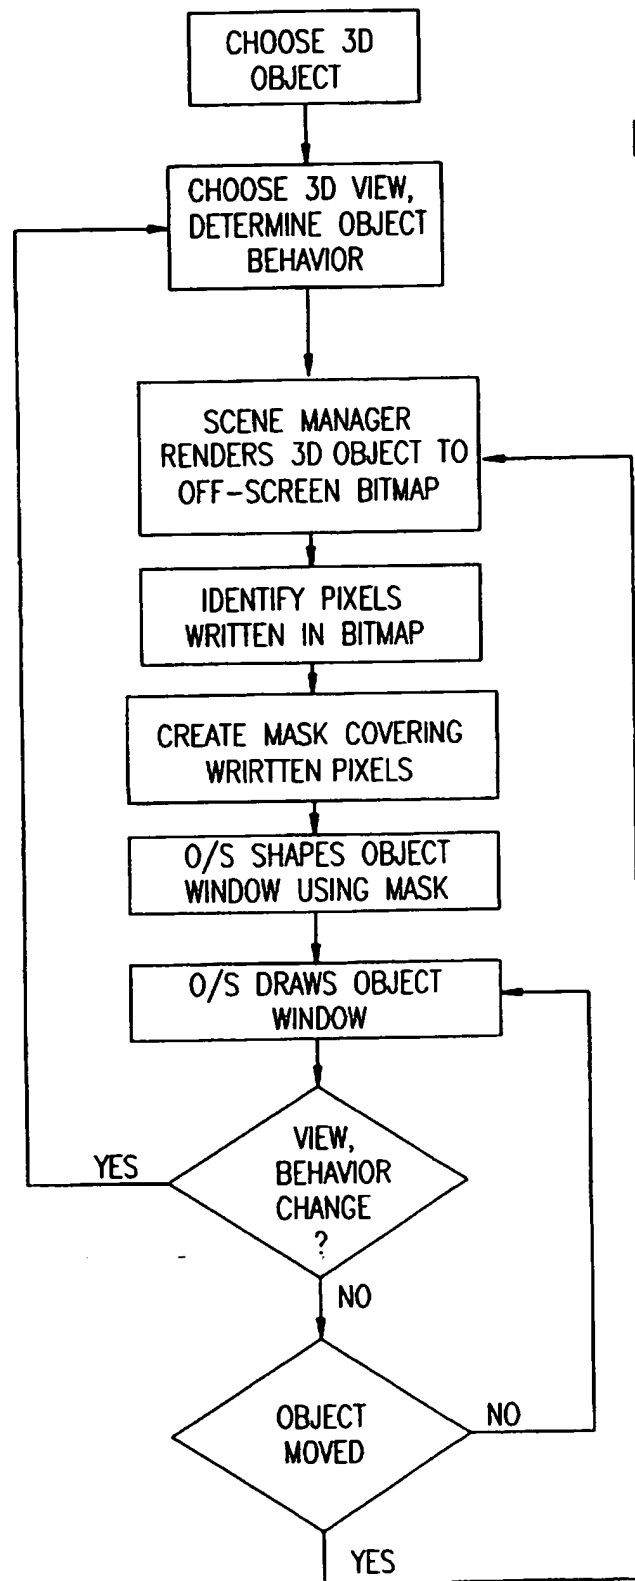 CHOOSE 3D
OBJECT
CHOOSE 3D VIEW,
DETERMINE OBJECT
BEHAVIOR
SCENE MANAGER
RENDERS 3D OBJECT TO
OFF-SCREEN BITMAP
IDENTIFY PIXELS
WRITTEN IN BITMAP
CREATE MASK COVERING
WRIRTTEN PIXELS
O/S SHAPES OBJECT
WINDOW USING MASK
O/S DRAWS OBJECT
WINDOW
VIEW,
BEHAVIOR
CHANGE
?
YES
NO
OBJECT
MOVED
NO
YES